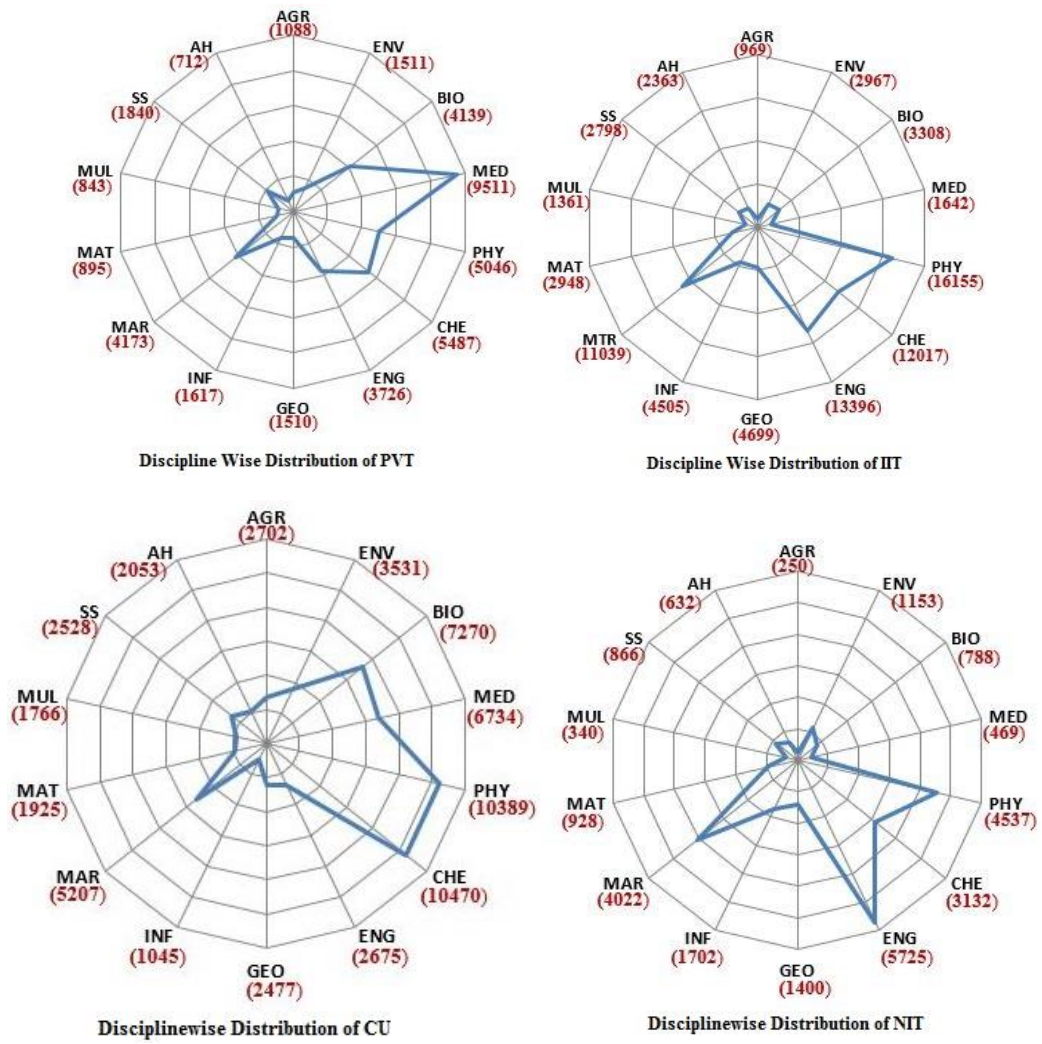 AGR
(1088)
ENV
(1511)
BIO
(4139)
MED
(9511)
PHY
(5046)
CHE
(5487)
ENG
(3726)
GEO
(1510)
INF
(1617)
MAR
(4173)
MAT
(895)
MUL
(843)
SS
(1840)
AH
(712)
Discipline Wise Distribution of PVT
AGR
(969)
ENV
(2967)
BIO
(3308)
MED
(1642)
PHY
(16155)
CHE
(12017)
ENG
(13396)
GEO
(4699)
INF
(4505)
MTR
(11039)
MAT
(2948)
MUL
(1361)
SS
(2798)
AH
(2363)
Discipline Wise Distribution of IIT
AGR
(2702)
ENV
(3531)
BIO
(7270)
MED
(6734)
PHY
(10389)
CHE
(10470)
ENG
(2675)
GEO
(2477)
INF
(1045)
MAR
(5207)
MAT
(1925)
MUL
(1766)
SS
(2528)
AH
(2053)
Disciplinewise Distribution of CU
AGR
(250)
ENV
(1153)
BIO
(788)
MED
(469)
PHY
(4537)
CHE
(3132)
ENG
(5725)
GEO
(1400)
INF
(1702)
MAR
(4022)
MAT
(928)
MUL
(340)
SS
(866)
AH
(632)
Disciplinewise Distribution of NIT